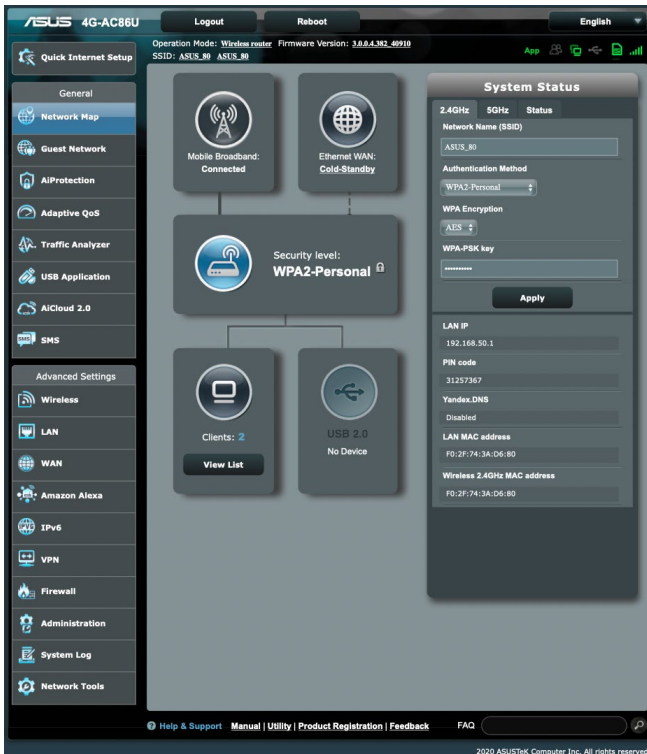 ASUS 4G-AC86U
Logout
Reboot
English
Quick Internet Setup
Operation Mode: Wireless router Firmware Version: 3.0.0.4.382_40910
SSID: ASUS_80 ASUS_80
App
General
Network Map
Guest Network
AiProtection
Adaptive QoS
Traffic Analyzer
USB Application
AiCloud 2.0
SMS
SMS
Advanced Settings
Wireless
LAN
WAN
Amazon Alexa
IPv6
VPN
Firewall
Administration
System Log
Network Tools
Mobile Broadband:
Connected
Ethernet WAN:
Cold-Standby
Security level:
WPA2-Personal
Clients: 2
View List
USB 2.0
No Device
System Status
2.4GHz 5GHz Status
Network Name (SSID)
ASUS_80
Authentication Method
WPA2-Personal
WPA Encryption
AES
WPA-PSK key
••••••••••
Apply
LAN IP
192.168.50.1
PIN code
31257367
Yandex.DNS
Disabled
LAN MAC address
F0:2F:74:3A:D6:80
Wireless 2.4GHz MAC address
F0:2F:74:3A:D6:80
Help & Support Manual | Utility | Product Registration | Feedback FAQ
2020 ASUSTeK Computer Inc. All rights reserved